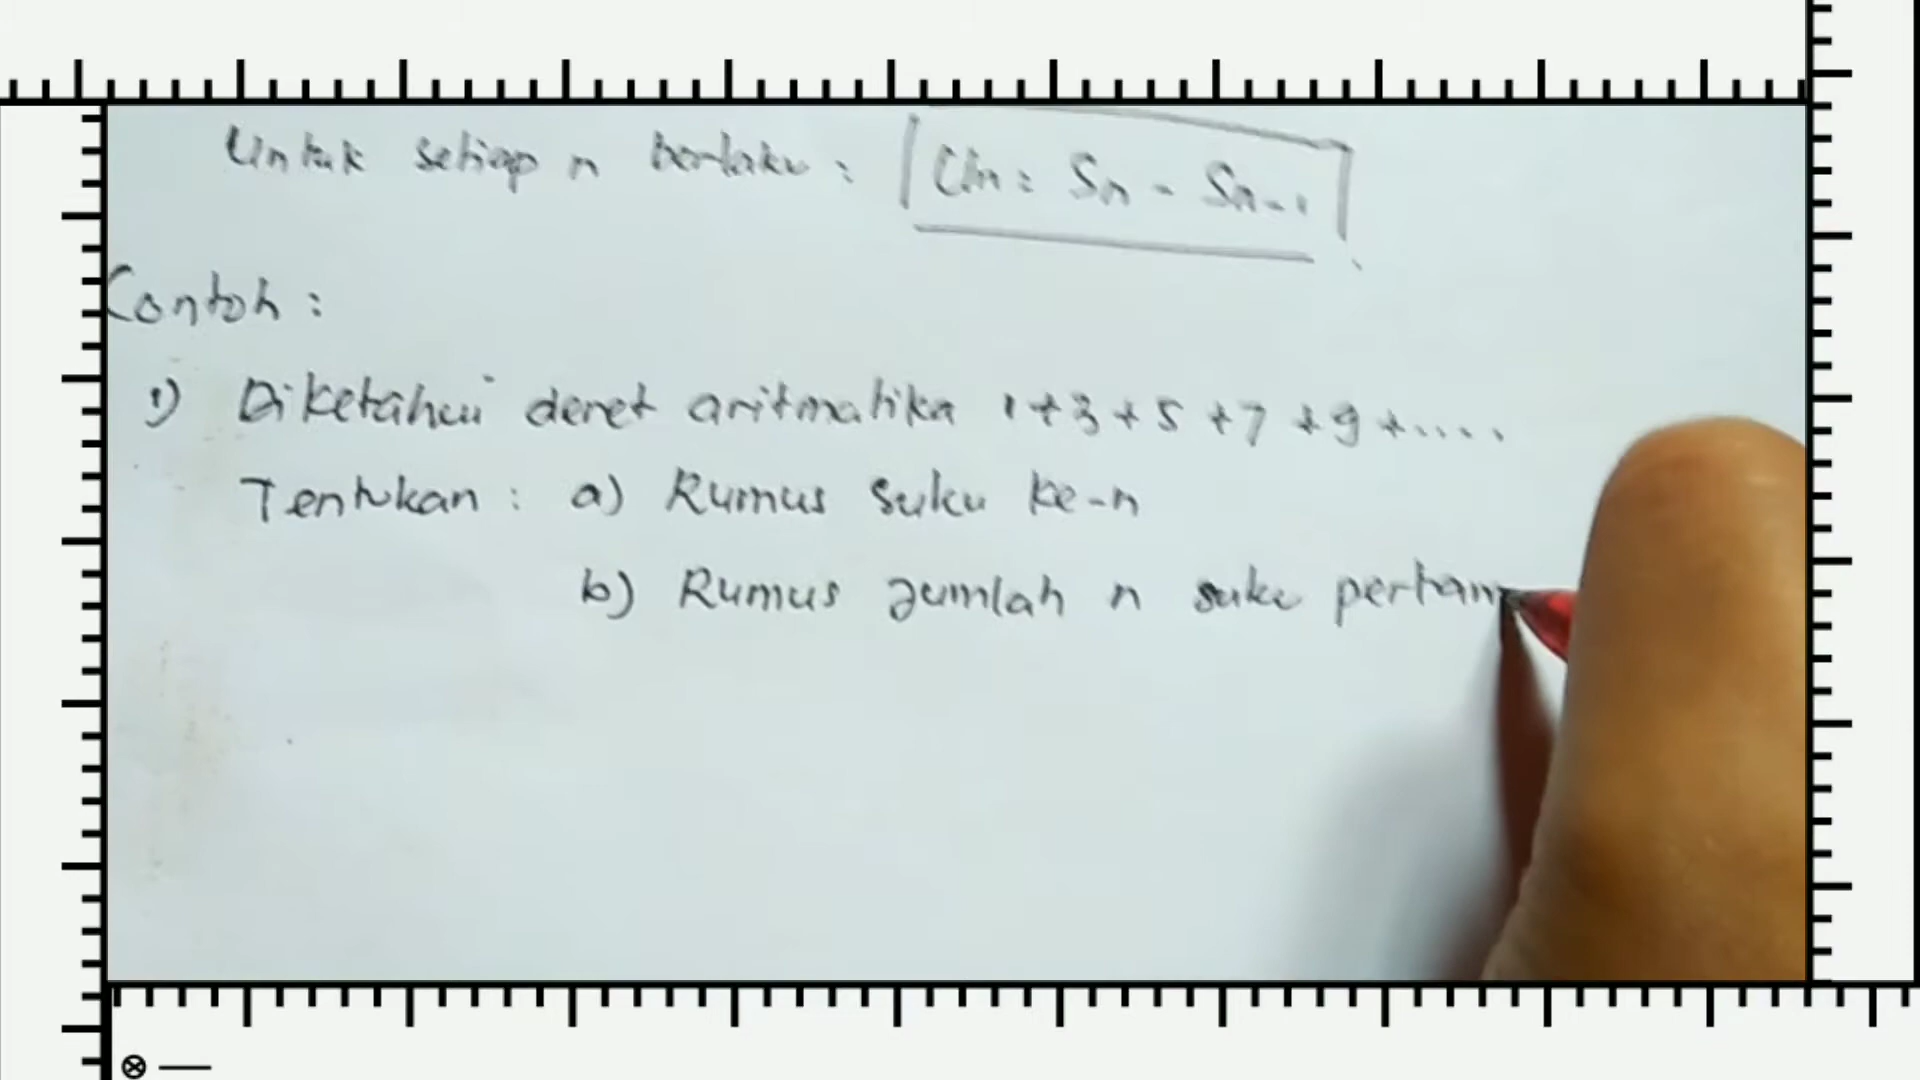 Untuk setiap n berlaku : Un = Sn - Sn-1
Contoh :
1) Diketahui deret aritmatika 1 + 3 + 5 + 7 + 9 + ....
Tentukan : a) Rumus suku ke-n
b) Rumus Jumlah n suku pertam